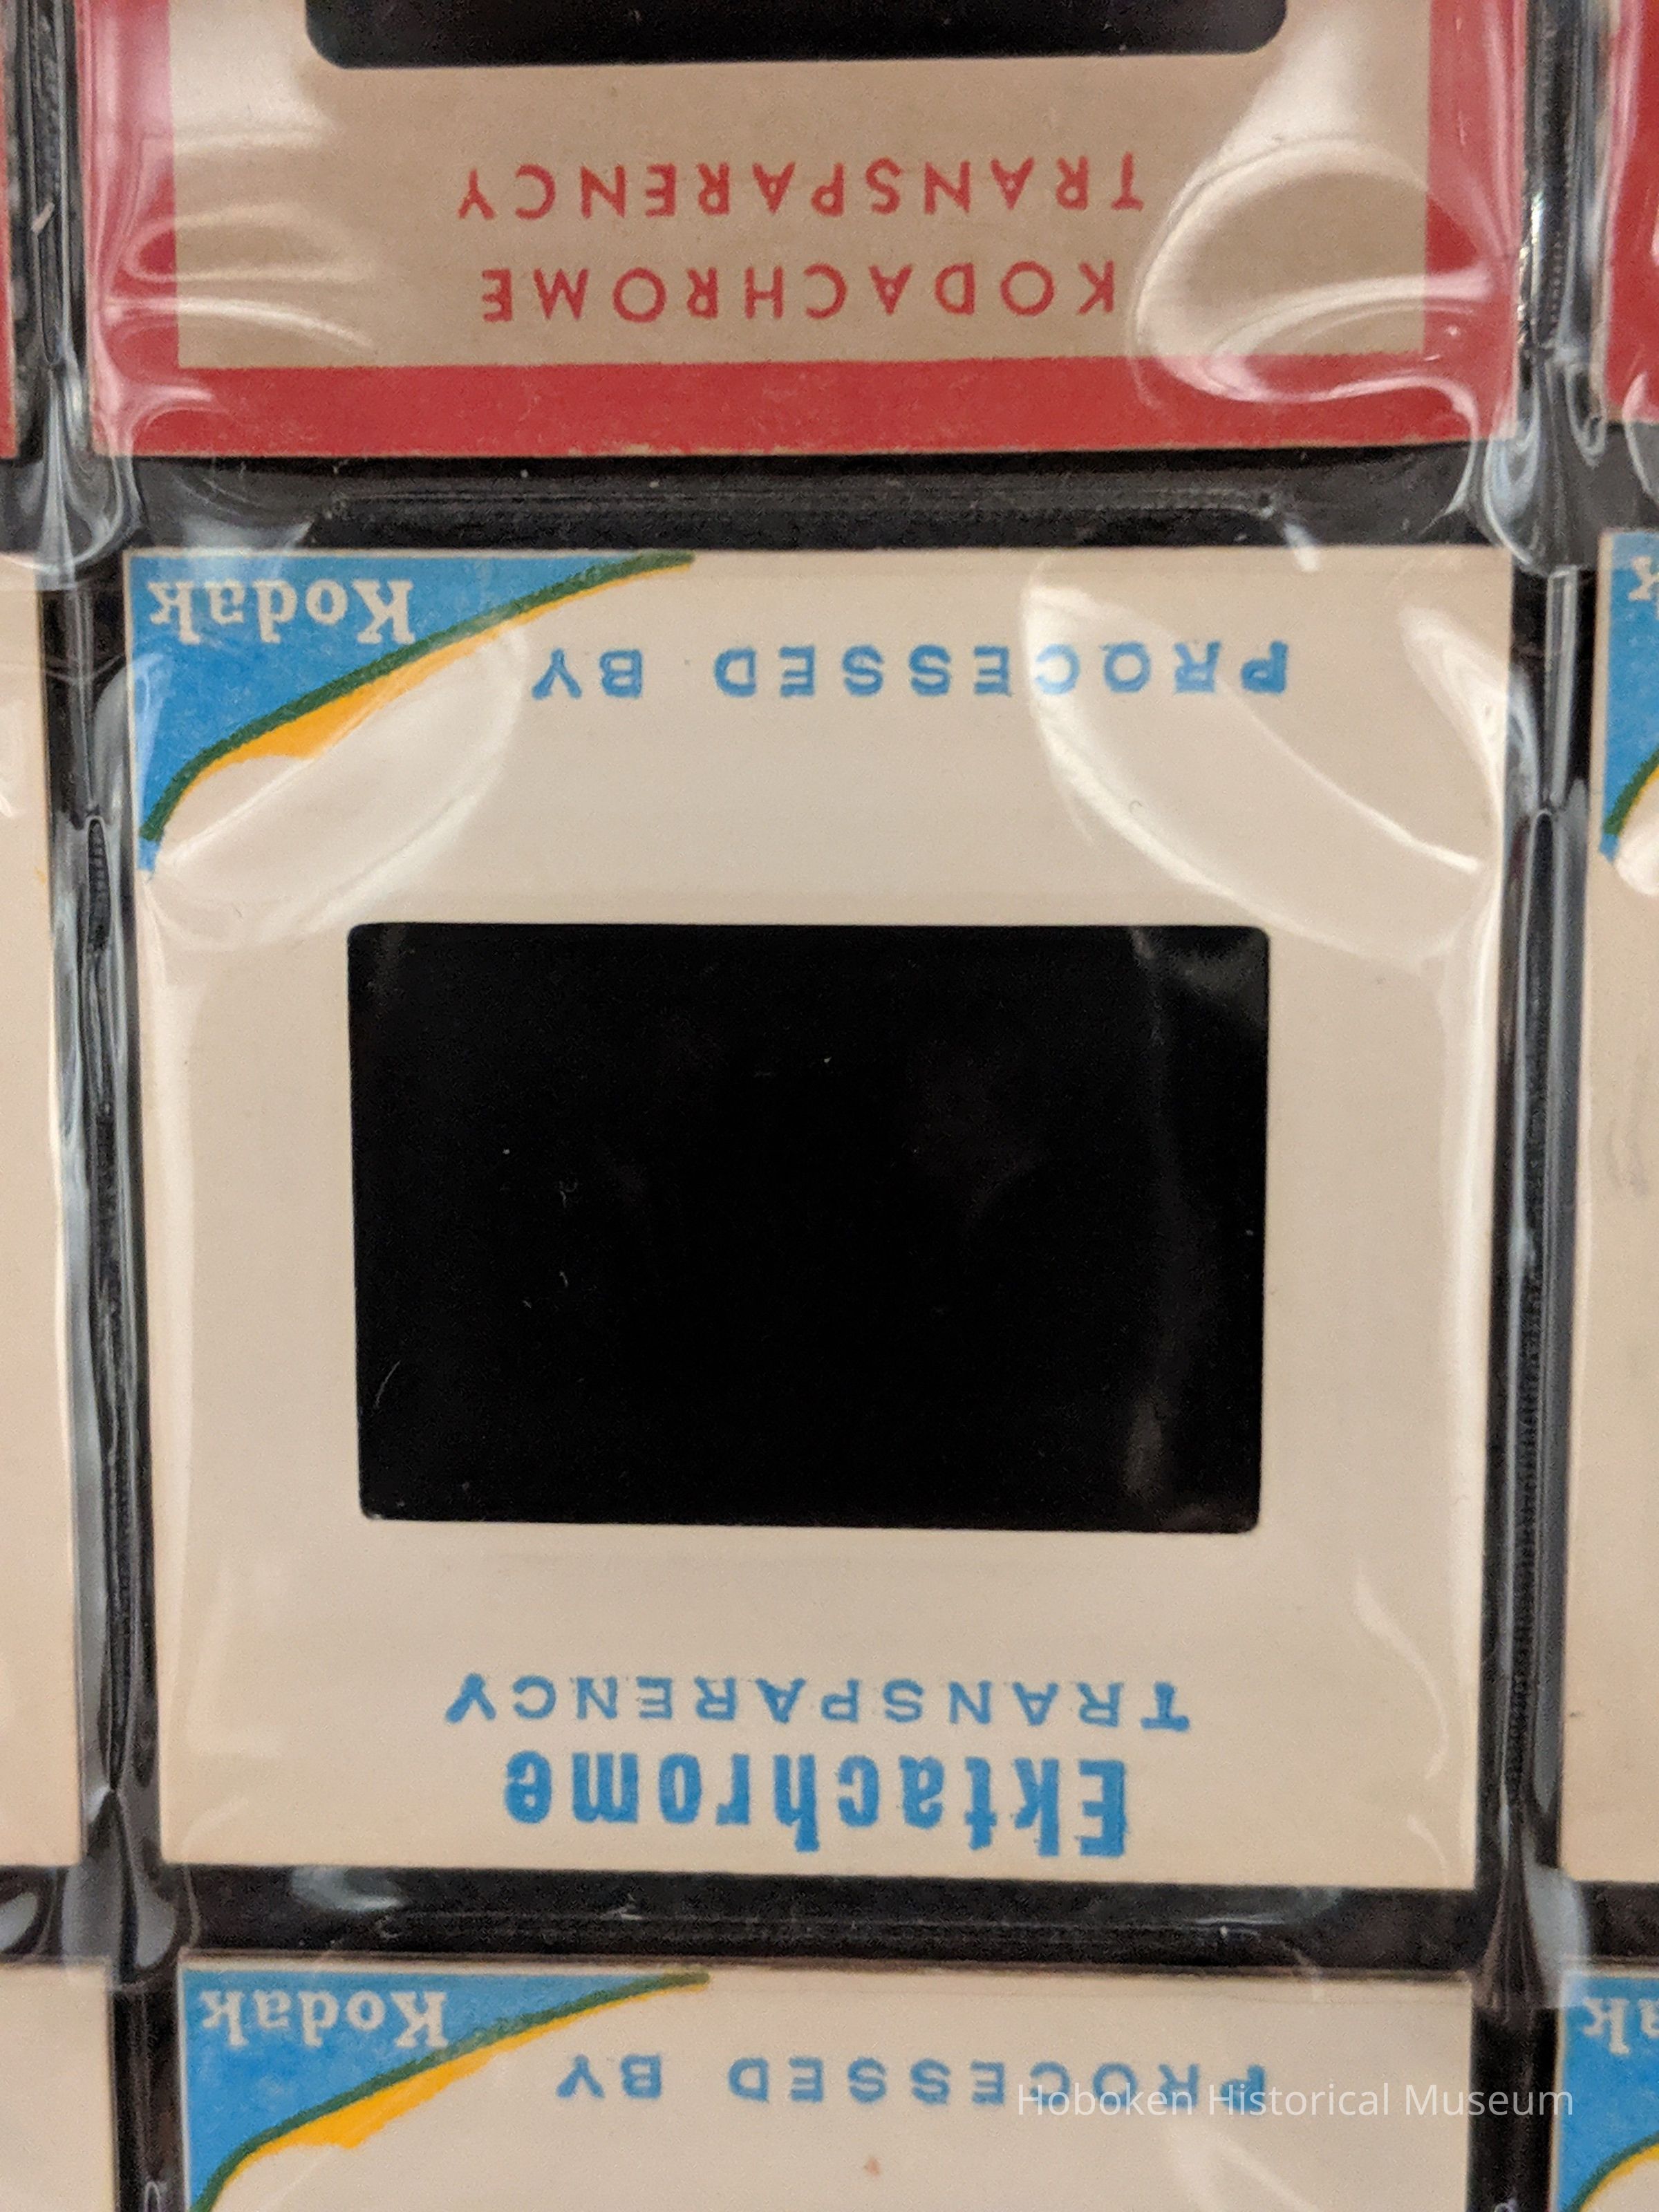 KODACHROME
TRANSPARENCY
Ektachrome
TRANSPARENCY
PROCESSED BY
Kodak
PROCESSED BY
Kodak
Hoboken Historical Museum